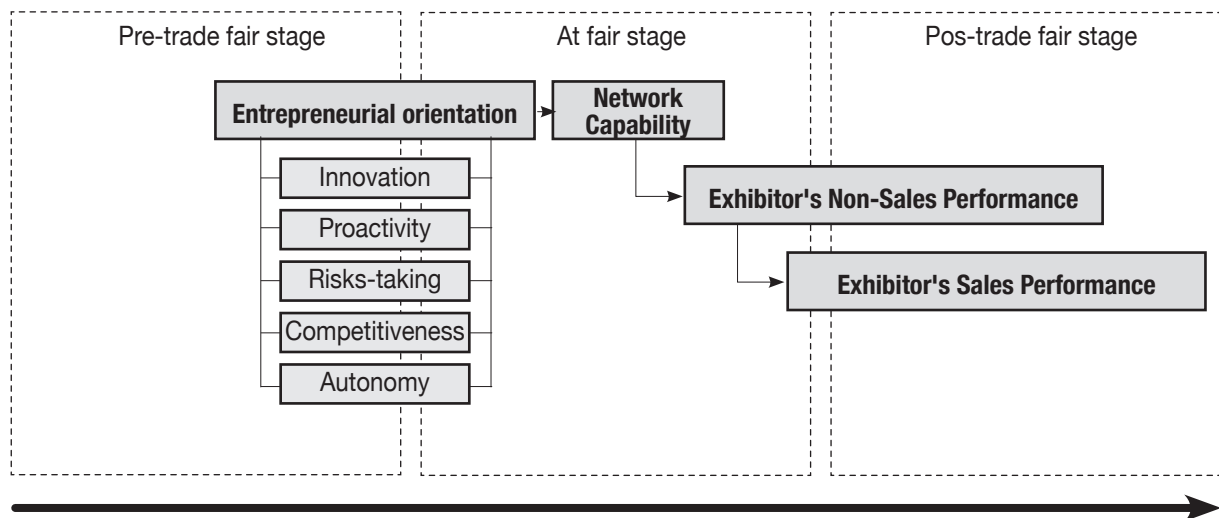 Pre-trade fair stage
At fair stage
Pos-trade fair stage
Entrepreneurial orientation
Network
Capability
Innovation
Proactivity
Risks-taking
Competitiveness
Autonomy
Exhibitor's Non-Sales Performance
Exhibitor's Sales Performance